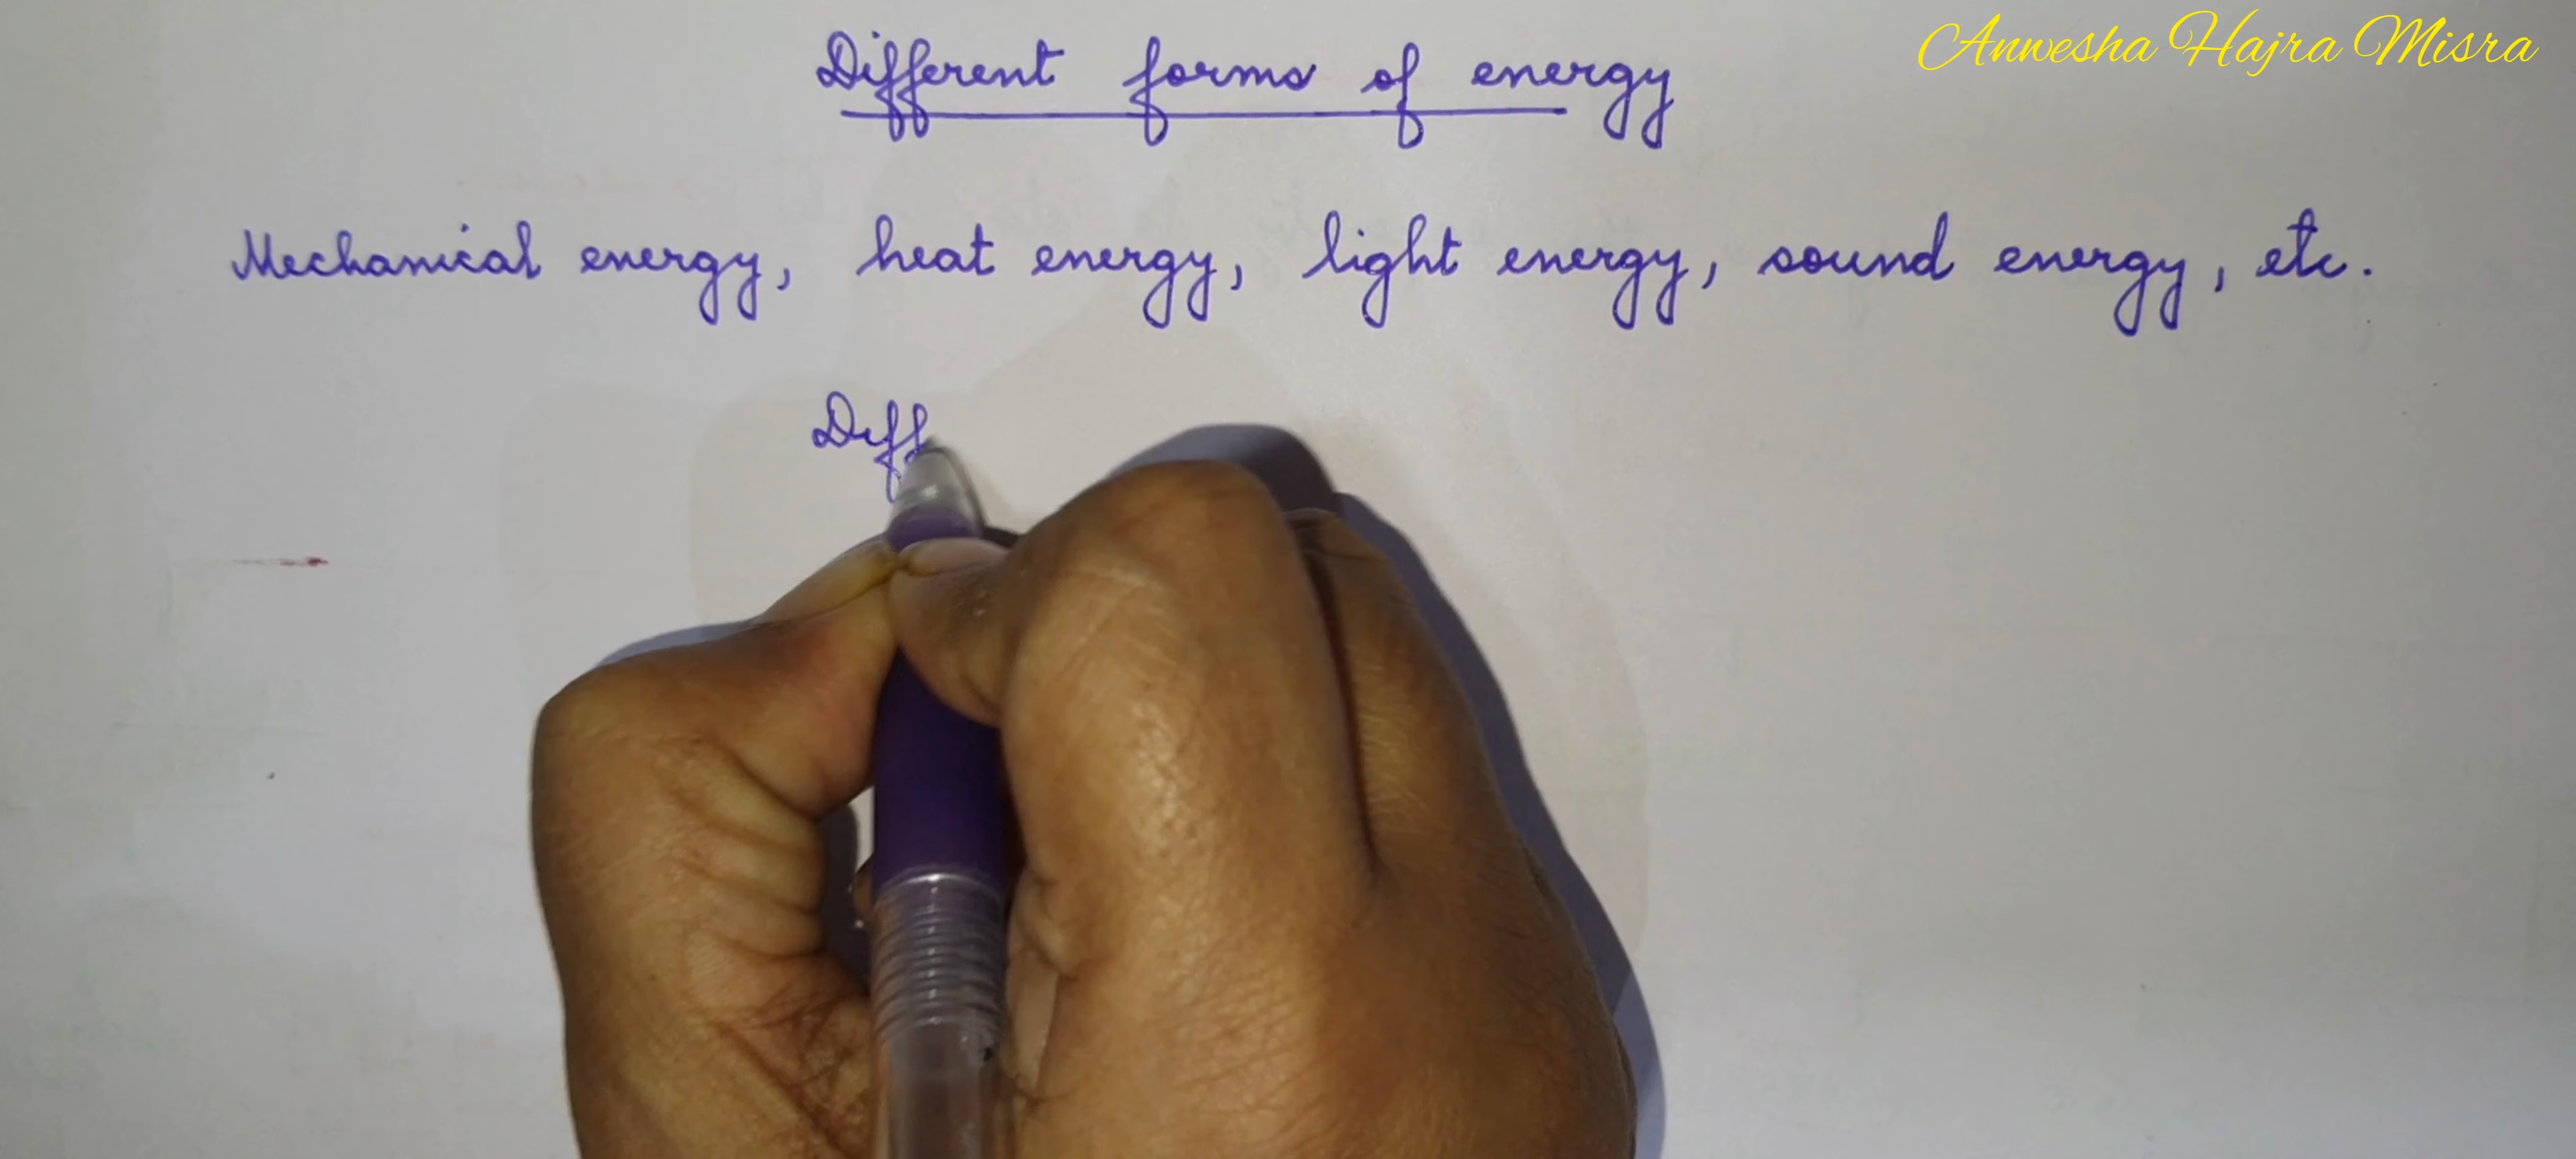 Anwesha Hajra Misra
Different forms of energy
Mechanical energy, heat energy, light energy, sound energy, etc.
Diff